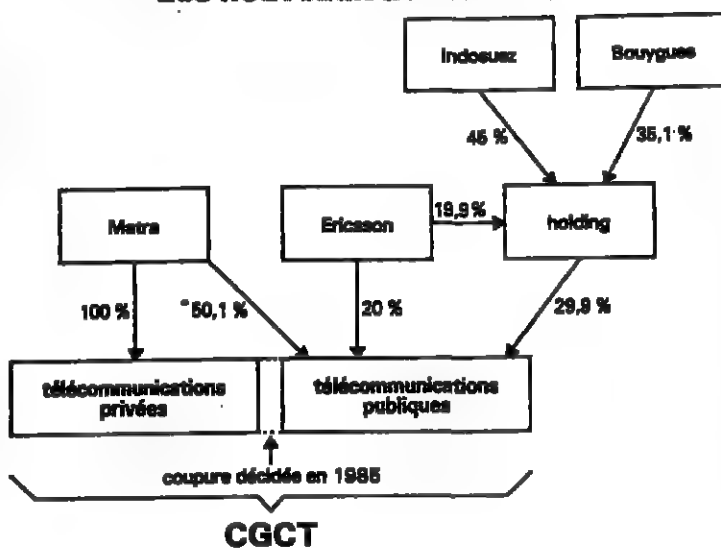 Indosuez
Bouygues
45 %
35,1 %
Matra
Ericsson
19,9 %
holding
100 %
50,1 %
20 %
29,9 %
télécommunications
privées
télécommunications
publiques
coupure décidée en 1985
CGCT